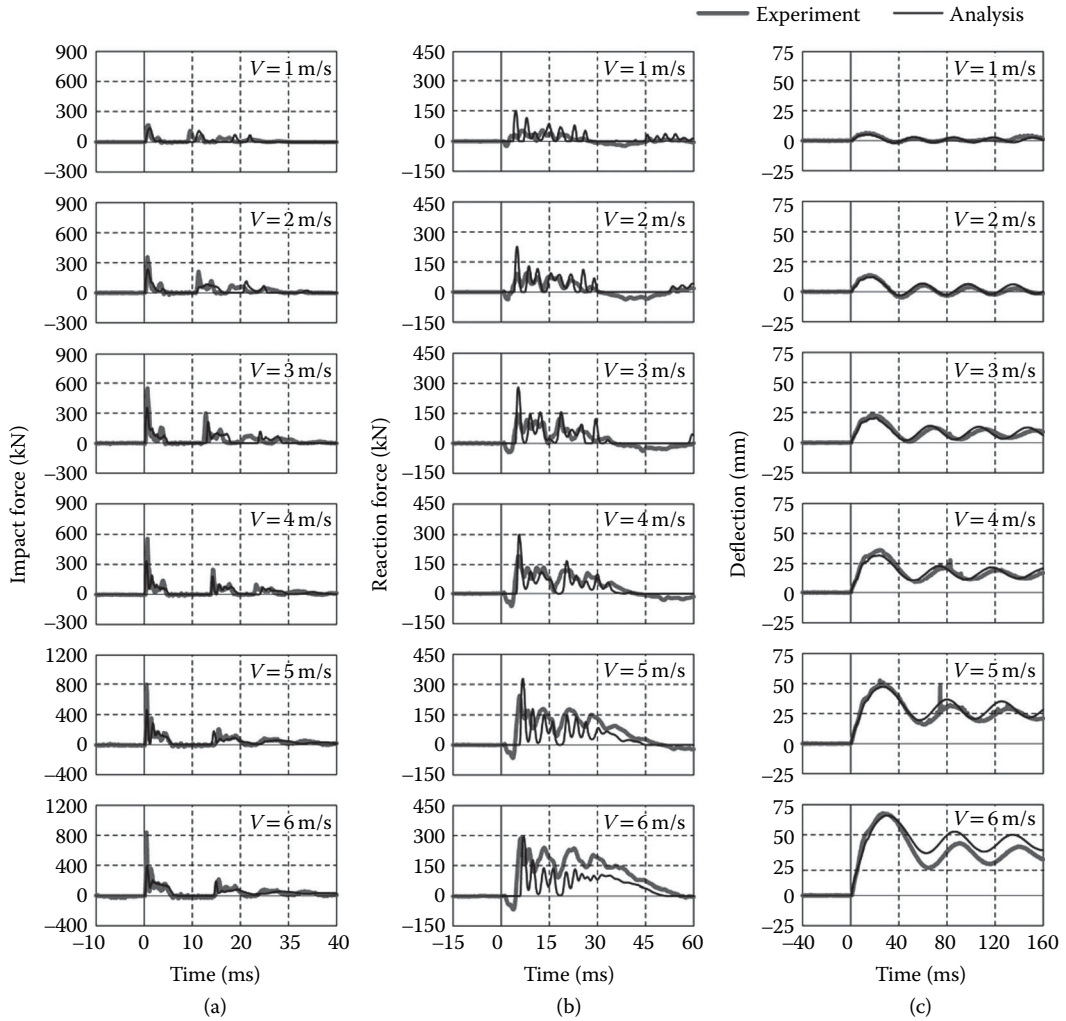 Experiment Analysis
900 600 300 0 −300 V = 1 m/s
450 300 150 0 −150 V = 1 m/s
75 50 25 0 −25 V = 1 m/s
900 600 300 0 −300 V = 2 m/s
450 300 150 0 −150 V = 2 m/s
75 50 25 0 −25 V = 2 m/s
900 600 300 0 −300 V = 3 m/s
450 300 150 0 −150 V = 3 m/s
75 50 25 0 −25 V = 3 m/s
900 600 300 0 −300 V = 4 m/s
450 300 150 0 −150 V = 4 m/s
75 50 25 0 −25 V = 4 m/s
1200 800 400 0 −400 V = 5 m/s
450 300 150 0 −150 V = 5 m/s
75 50 25 0 −25 V = 5 m/s
1200 800 400 0 −400 V = 6 m/s
450 300 150 0 −150 V = 6 m/s
75 50 25 0 −25 V = 6 m/s
Impact force (kN)
Reaction force (kN)
Deflection (mm)
−10 0 10 20 35 40
−15 0 15 30 45 60
−40 0 40 80 120 160
Time (ms) Time (ms) Time (ms)
(a) (b) (c)